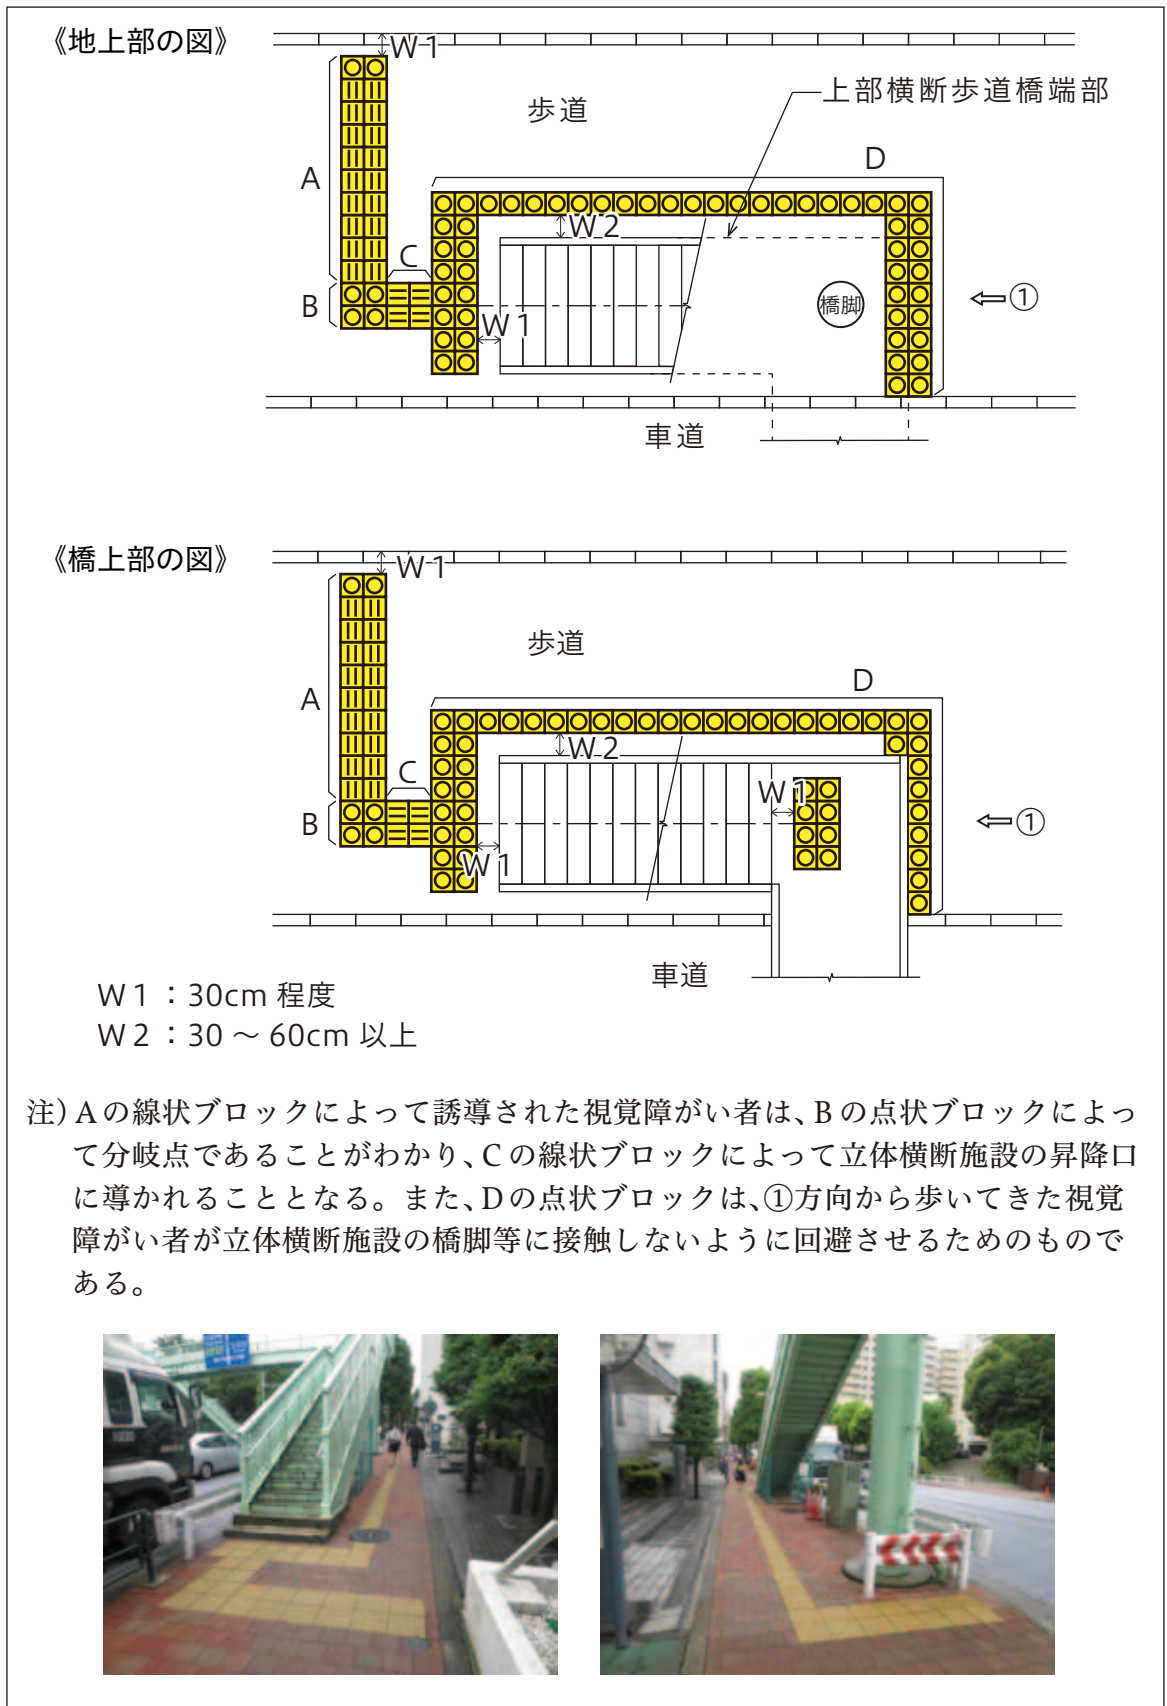 《地上部の図》
W1
歩道
上部横断歩道橋端部
D
A
W2
C
B
橋脚
①
W1
車道
《橋上部の図》
W1
歩道
D
A
W2
C
W1
B
①
W1
車道
W1：30cm 程度
W2：30 ～ 60cm 以上
注）Aの線状ブロックによって誘導された視覚障がい者は、Bの点状ブロックによっ
て分岐点であることがわかり、Cの線状ブロックによって立体横断施設の昇降口
に導かれることとなる。また、Dの点状ブロックは、①方向から歩いてきた視覚
障がい者が立体横断施設の橋脚等に接触しないように回避させるためのもので
ある。